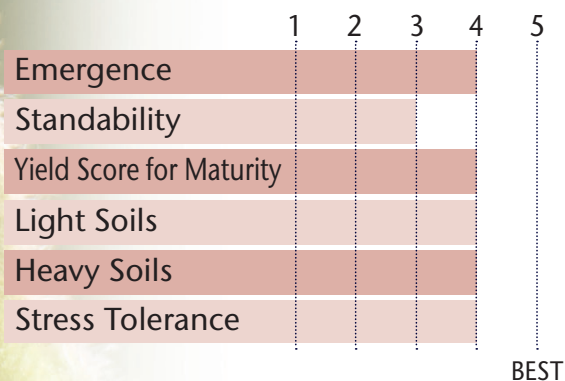 1 2 3 4 5
Emergence
Standability
Yield Score for Maturity
Light Soils
Heavy Soils
Stress Tolerance
BEST